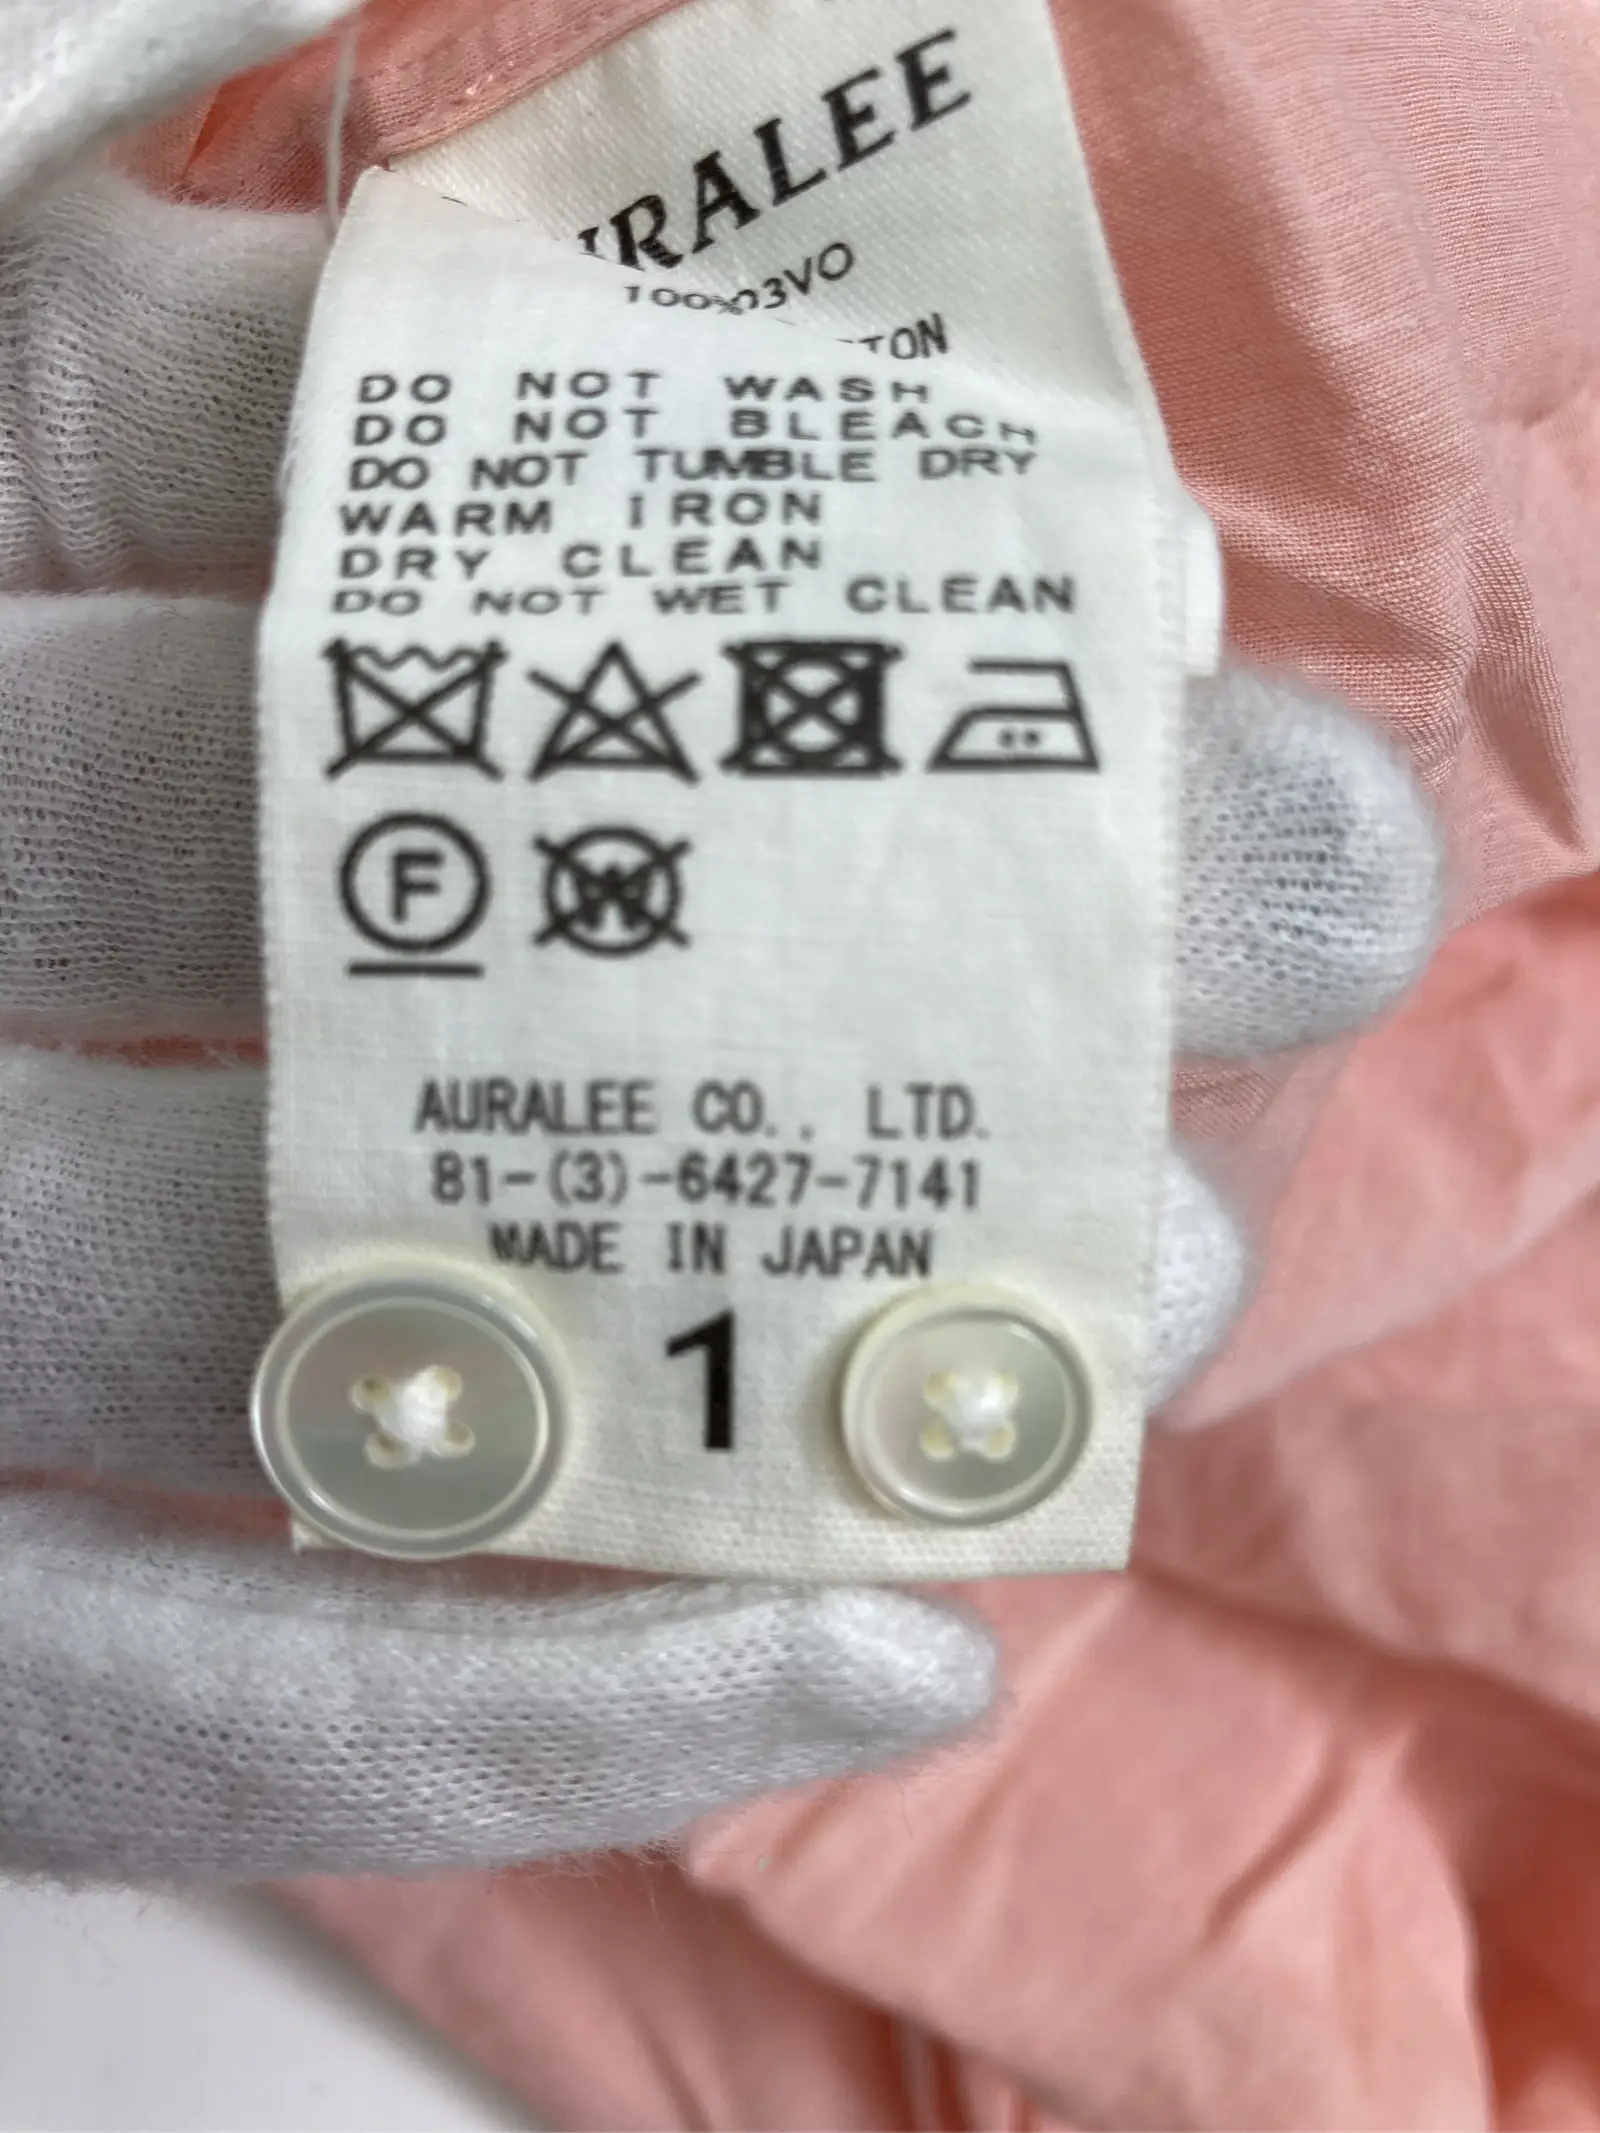 URALEE
03VO
100%
TON
DO NOT WASH
DO NOT BLEACH
DO NOT TUMBLE DRY
WARM IRON
DRY CLEAN
DO NOT WET CLEAN
F
W
AURALEE CO., LTD.
81-(3)-6427-7141
MADE IN JAPAN
1